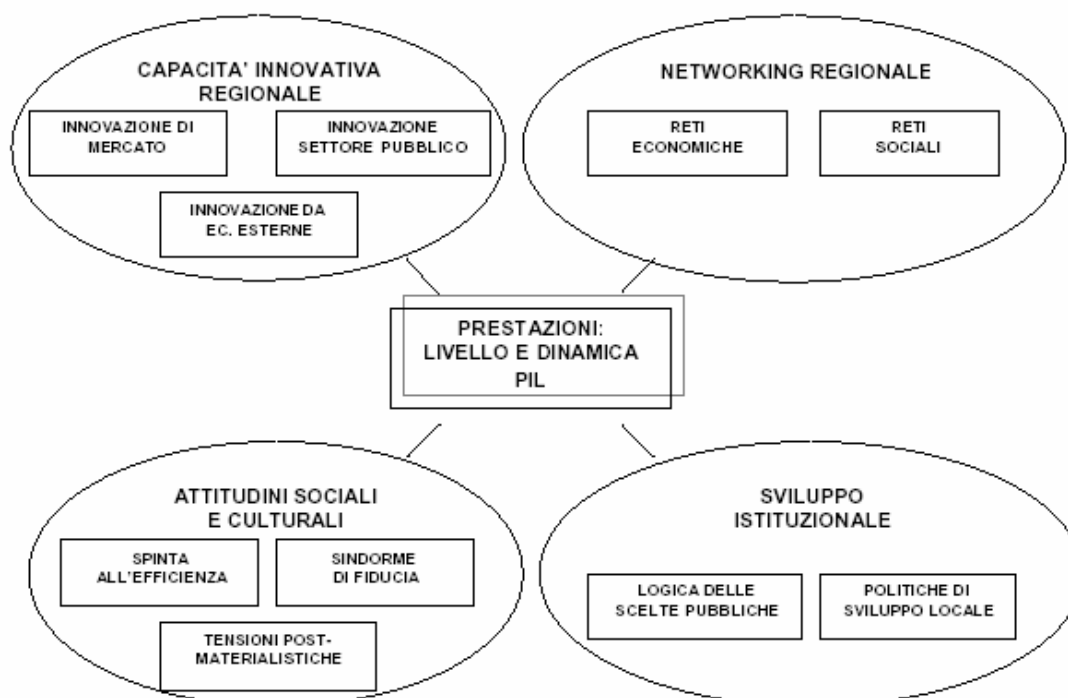 CAPACITA' INNOVATIVA
REGIONALE
INNOVAZIONE DI
MERCATO
INNOVAZIONE
SETTORE PUBBLICO
INNOVAZIONE DA
EC. ESTERNE
NETWORKING REGIONALE
RETI
ECONOMICHE
RETI
SOCIALI
PRESTAZIONI:
LIVELLO E DINAMICA
PIL
ATTITUDINI SOCIALI
E CULTURALI
SPINTA
ALL'EFFICIENZA
SINDORME
DI FIDUCIA
TENSIONI POST-
MATERIALISTICHE
SVILUPPO
ISTITUZIONALE
LOGICA DELLE
SCELTE PUBBLICHE
POLITICHE DI
SVILUPPO LOCALE